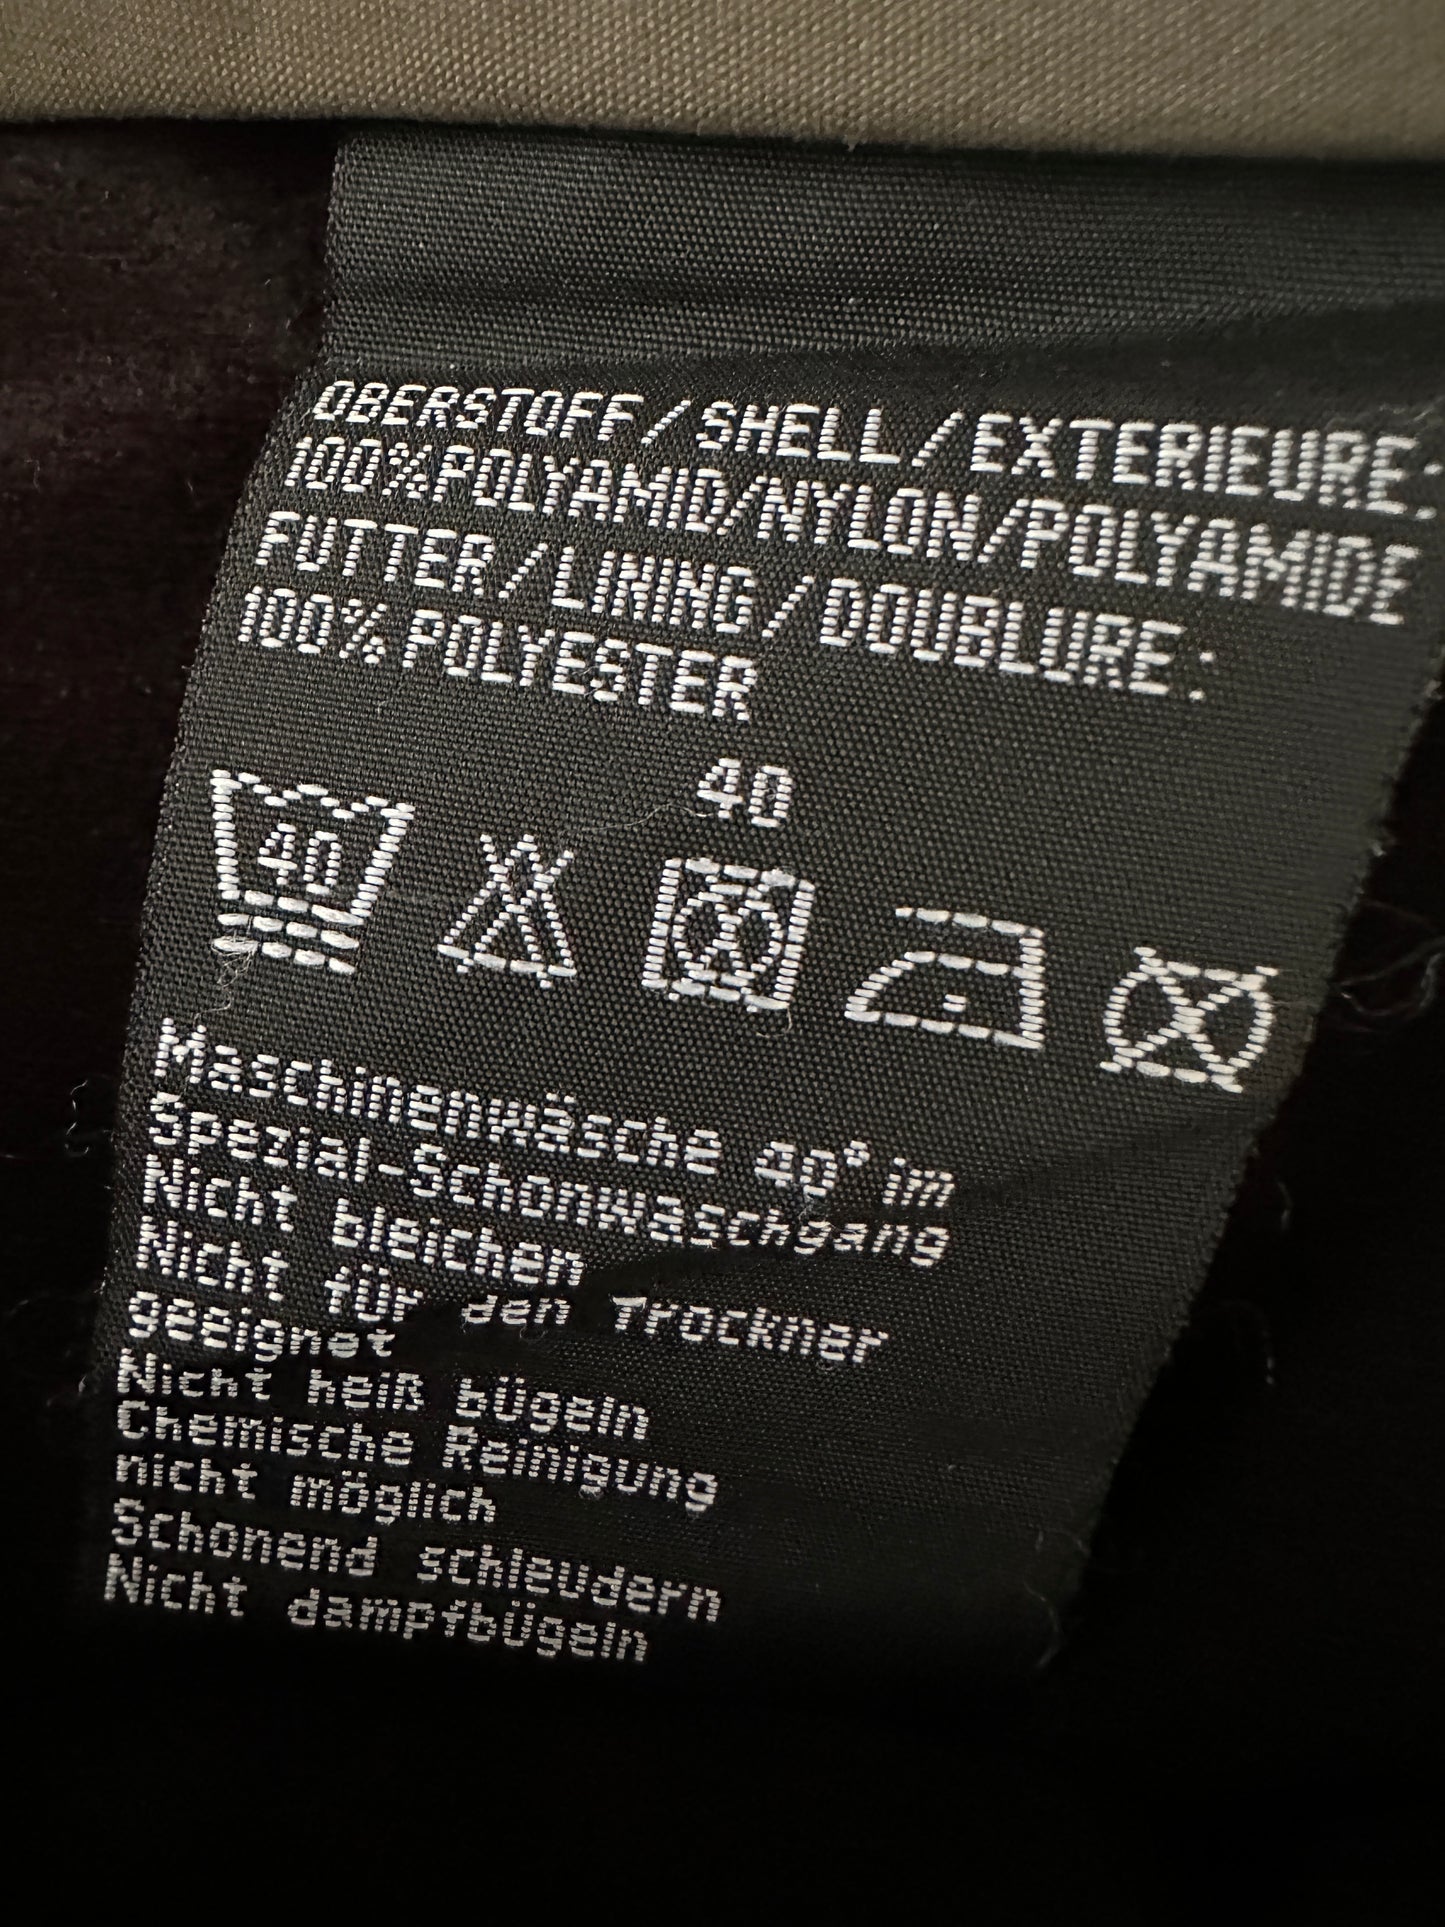 OBERSTOFF/SHELL/EXTERIEURE:
100%POLYAMID/NYLON/POLYAMIDE
FUTTER/LINING/DOUBLURE:
100%POLYESTER
40
40
Maschinenwäsche 40° im
Spezial-Schonwaschgang
Nicht bleichen
Nicht für den Trockner
geeignet
Nicht heiß bügeln
Chemische Reinigung
nicht möglich
Schonend schleudern
Nicht dampfbügeln